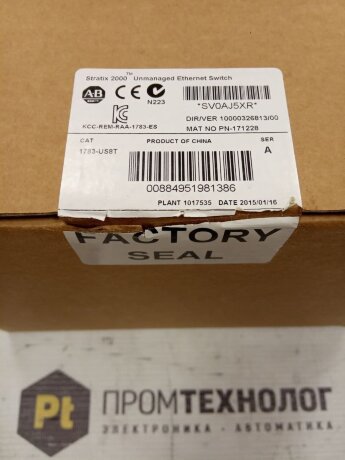 Stratix 2000™ Unmanaged Ethernet Switch
A-B
CE
N223
*SV0AJ5XR*
KCC-REM-RAA-1783-ES
DIR/VER 10000326813/00
MAT NO PN-171228
CAT
PRODUCT OF CHINA
SER
1783-US8T
A
00884951981386
PLANT 1017535 DATE 2015/01/16
FACTORY
SEAL
Pt
ПРОМТЕХНОЛОГ
ЭЛЕКТРОНИКА - АВТОМАТИКА